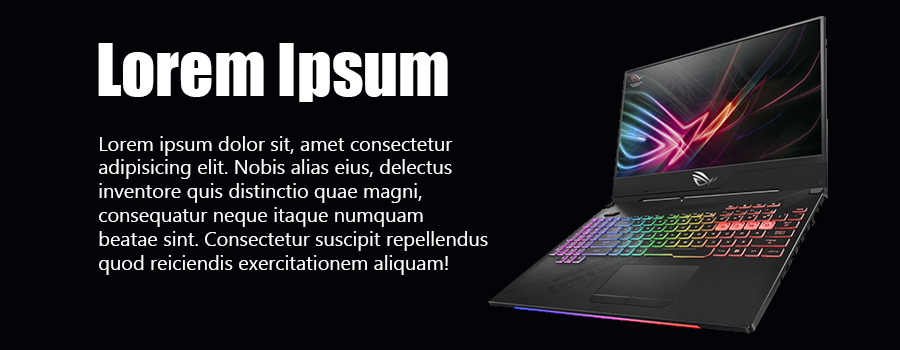 Lorem Ipsum
Lorem ipsum dolor sit, amet consectetur
adipisicing elit. Nobis alias eius, delectus
inventore quis distinctio quae magni,
consequatur neque itaque numquam
beatae sint. Consectetur suscipit repellendus
quod reiciendis exercitationem aliquam!